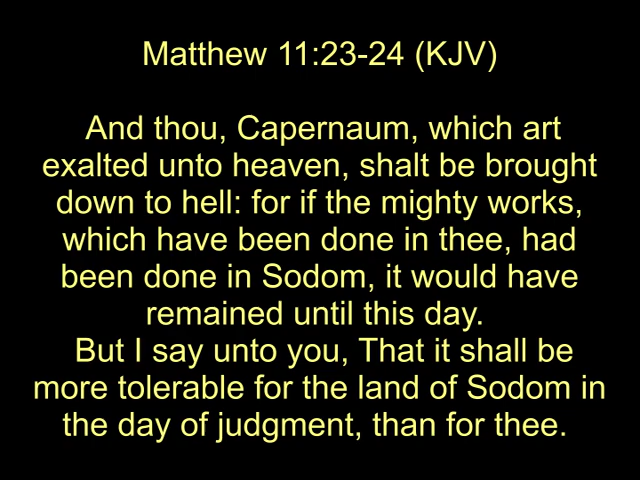 Matthew 11:23-24 (KJV)
And thou, Capernaum, which art
exalted unto heaven, shalt be brought
down to hell: for if the mighty works,
which have been done in thee, had
been done in Sodom, it would have
remained until this day.
But I say unto you, That it shall be
more tolerable for the land of Sodom in
the day of judgment, than for thee.